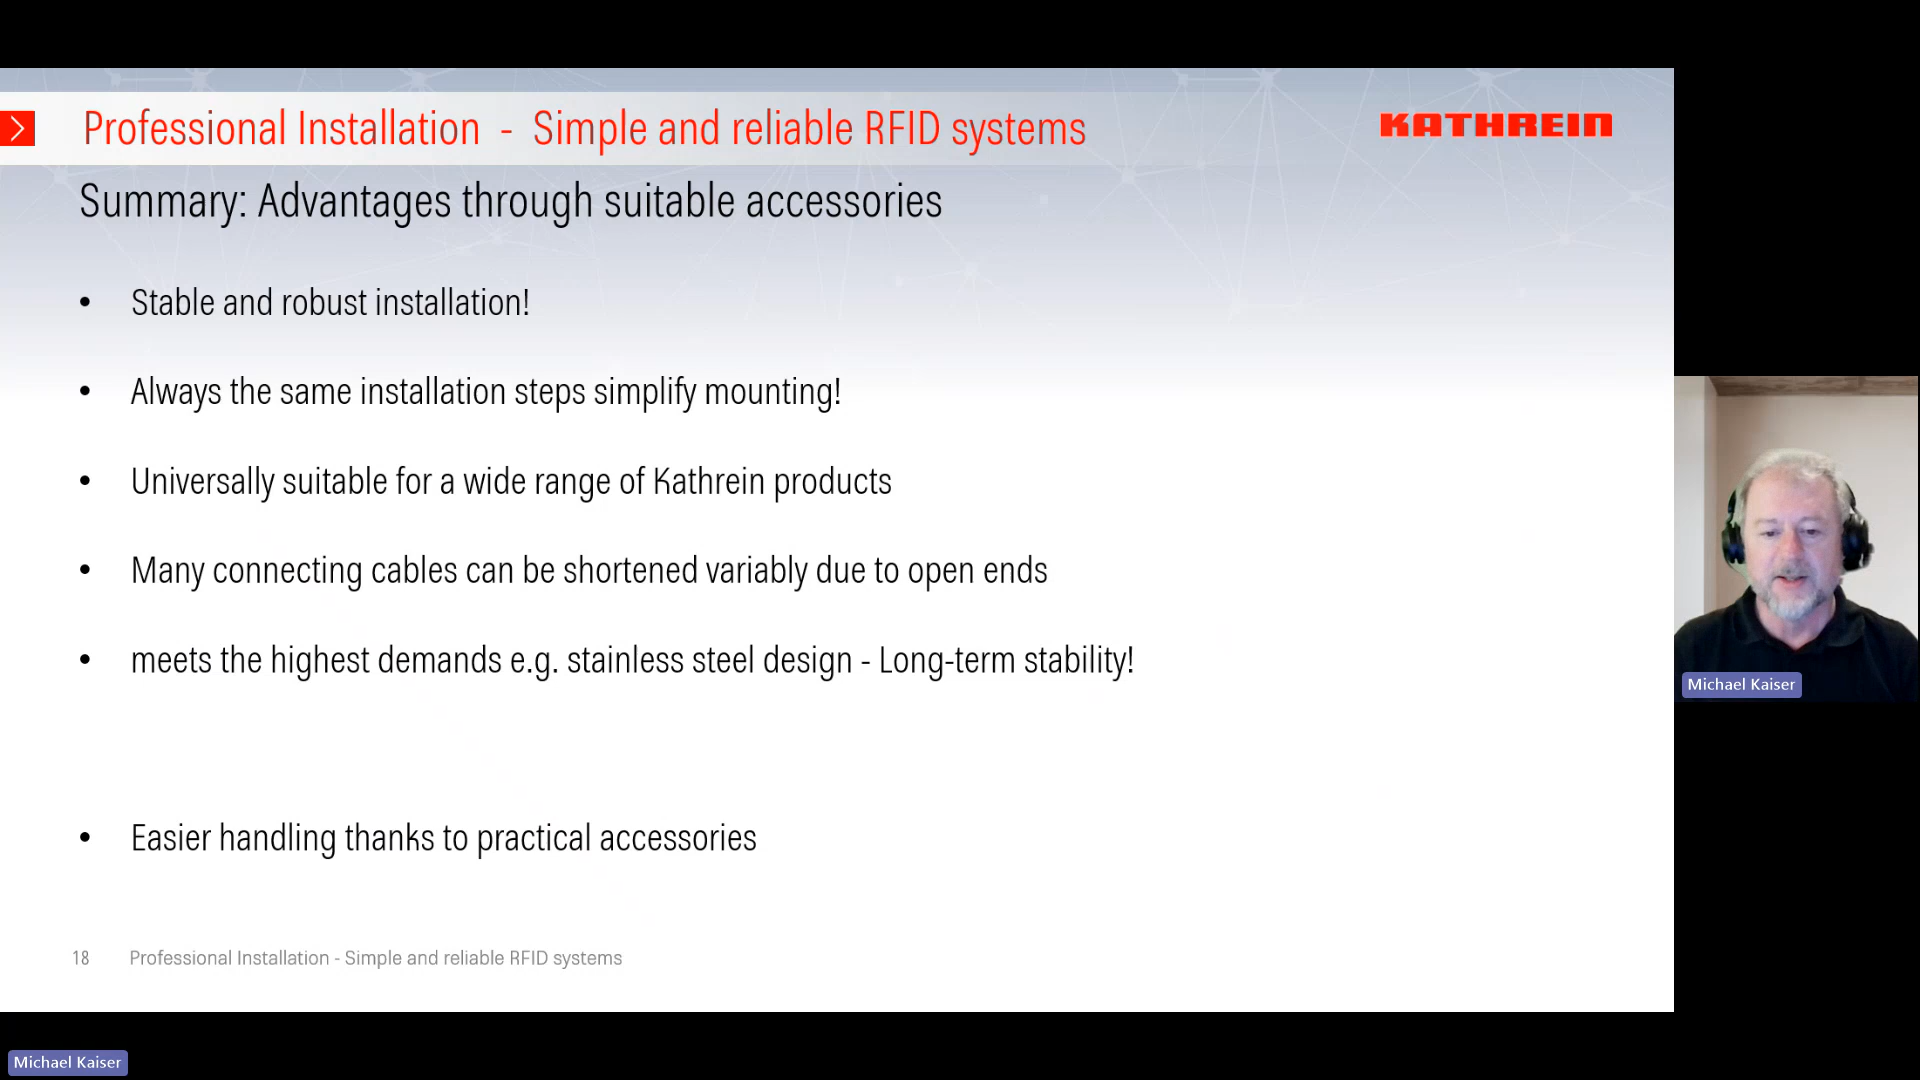 Professional Installation - Simple and reliable RFID systems
KATHREIN
Summary: Advantages through suitable accessories
• Stable and robust installation!
• Always the same installation steps simplify mounting!
• Universally suitable for a wide range of Kathrein products
• Many connecting cables can be shortened variably due to open ends
• meets the highest demands e.g. stainless steel design - Long-term stability!
• Easier handling thanks to practical accessories
18 Professional Installation - Simple and reliable RFID systems
Michael Kaiser
Michael Kaiser